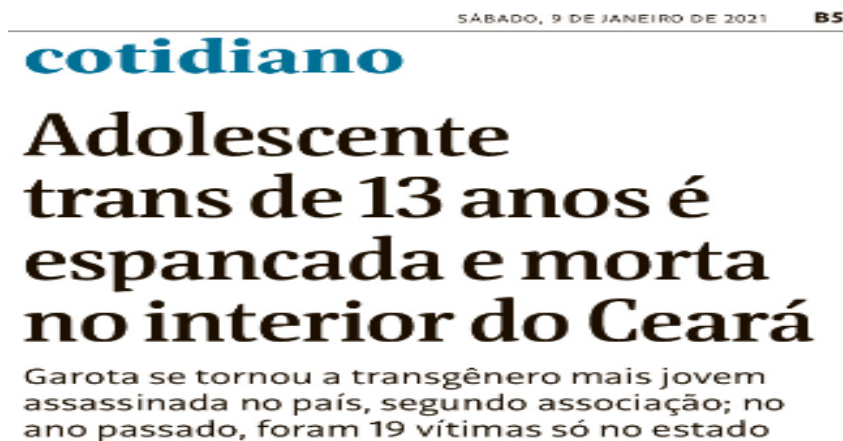 SÁBADO, 9 DE JANEIRO DE 2021 B5
cotidiano
Adolescente
trans de 13 anos é
espancada e morta
no interior do Ceará
Garota se tornou a transgênero mais jovem
assassinada no país, segundo associação; no
ano passado, foram 19 vítimas só no estado